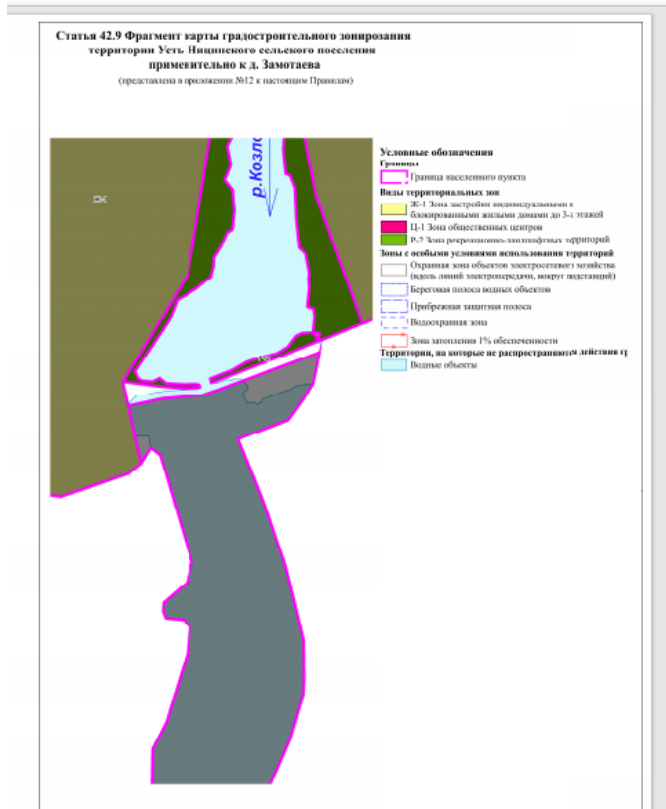 Статья 42.9 Фрагмент карты градостроительного зонирования
территории Усть Ницинского сельского поселения
применительно к д. Замотаева
(представлена в приложении №12 к настоящим Правилам)
р.Козло
Условные обозначения
Границы
Граница населенного пункта
Виды территориальных зон
Ж-1 Зона застройки индивидуальными и
блокированными жилыми домами до 3-х этажей
Ц-1 Зона общественных центров
Р-2 Зона рекреационно-ландшафтных территорий
Зоны с особыми условиями использования территорий
Охранная зона объектов электросетевого хозяйства
(вдоль линий электропередачи, вокруг подстанций)
Береговая полоса водных объектов
Прибрежная защитная полоса
Водоохранная зона
Зона затопления 1% обеспеченности
Территории, на которые не распространяются действия гр
Водные объекты